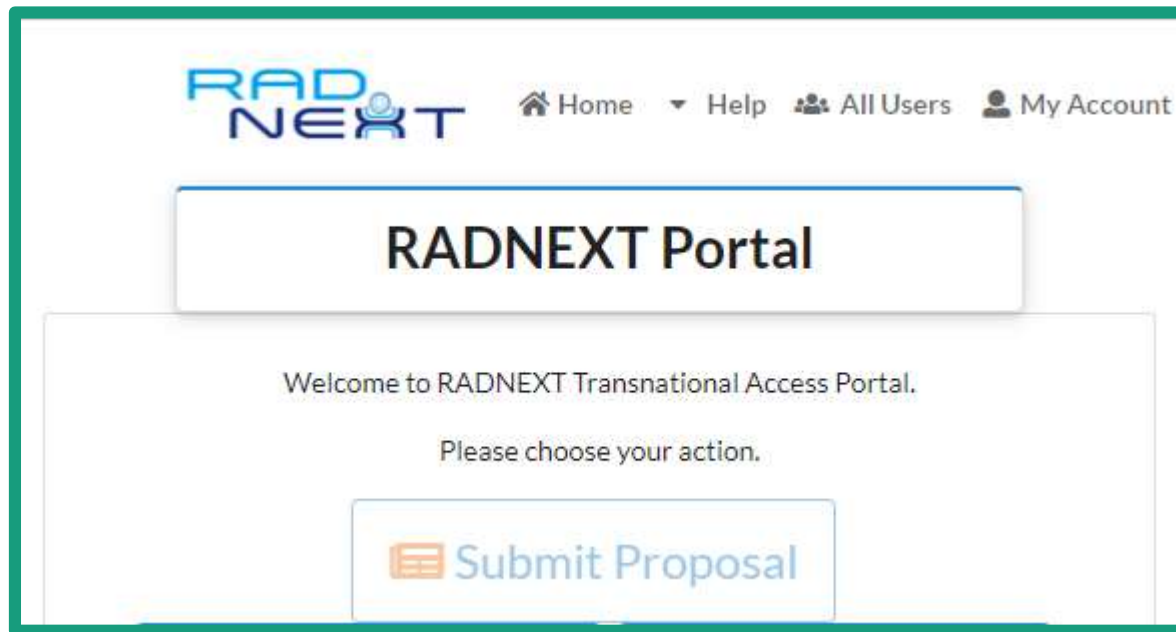 RAD
NEXT
Home Help All Users My Account
RADNEXT Portal
Welcome to RADNEXT Transnational Access Portal.
Please choose your action.
Submit Proposal